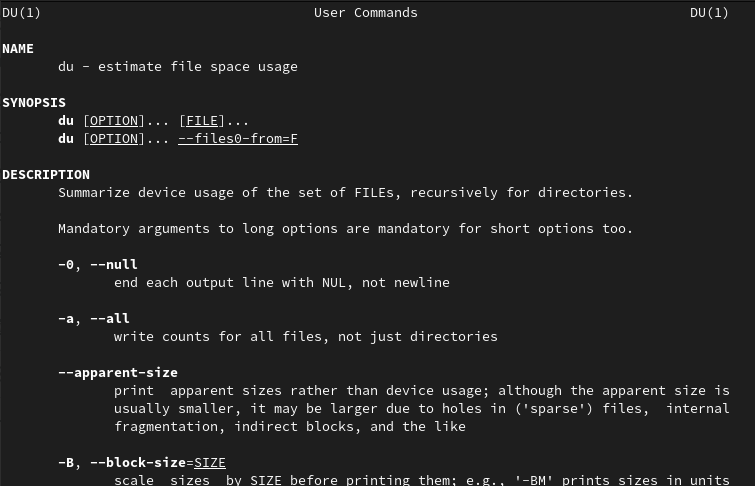 DU(1) User Commands DU(1)
NAME
du - estimate file space usage
SYNOPSIS
du [OPTION]... [FILE]...
du [OPTION]... --files0-from=F
DESCRIPTION
Summarize device usage of the set of FILEs, recursively for directories.
Mandatory arguments to long options are mandatory for short options too.
-0, --null
end each output line with NUL, not newline
-a, --all
write counts for all files, not just directories
--apparent-size
print  apparent sizes rather than device usage; although the apparent size is
usually smaller, it may be larger due to holes in ('sparse') files,  internal
fragmentation, indirect blocks, and the like
-B, --block-size=SIZE
scale  sizes  by SIZE before printing them; e.g., '-BM' prints sizes in units